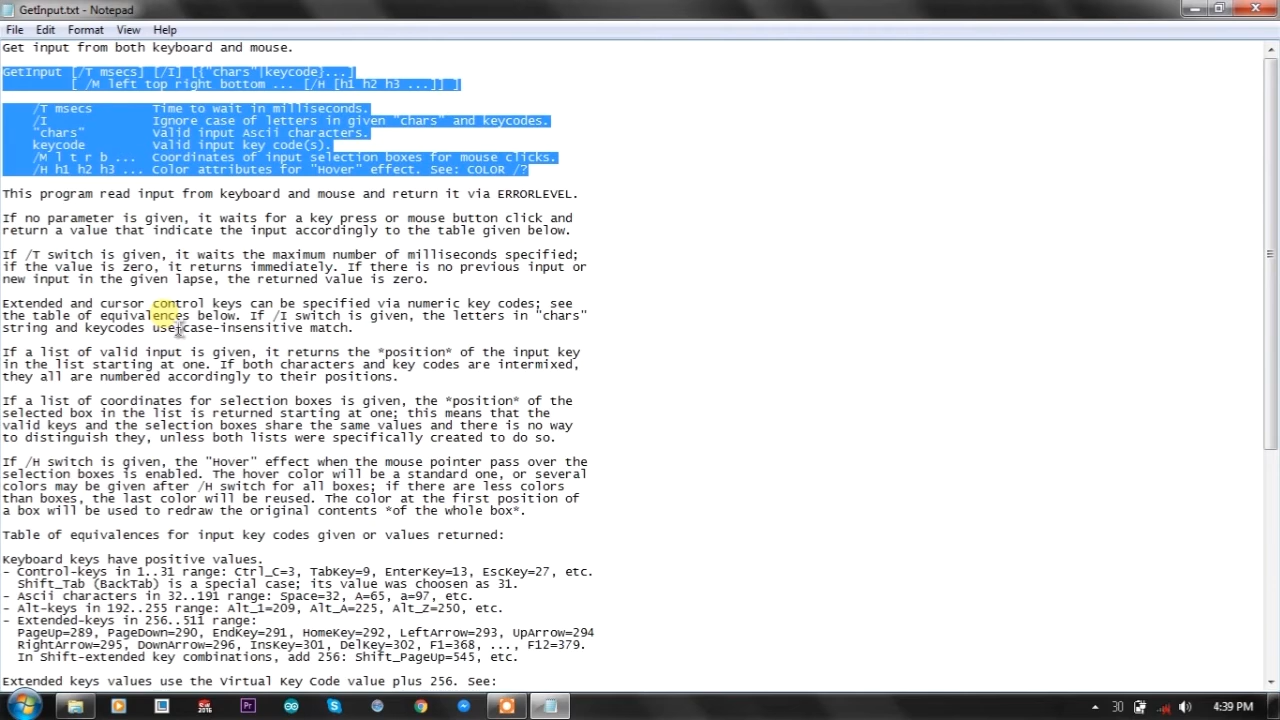 GetInput.txt - Notepad
File Edit Format View Help
Get input from both keyboard and mouse.
GetInput [/T msecs] [/I] [{"chars"|keycode}...]
[ /M left top right bottom ... [/H [h1 h2 h3 ...]] ]
/T msecs Time to wait in milliseconds.
/I Ignore case of letters in given "chars" and keycodes.
"chars" Valid input Ascii characters.
keycode Valid input key code(s).
/M l t r b ... Coordinates of input selection boxes for mouse clicks.
/H h1 h2 h3 ... Color attributes for "Hover" effect. See: COLOR /?
This program read input from keyboard and mouse and return it via ERRORLEVEL.
If no parameter is given, it waits for a key press or mouse button click and
return a value that indicate the input accordingly to the table given below.
If /T switch is given, it waits the maximum number of milliseconds specified;
if the value is zero, it returns immediately. If there is no previous input or
new input in the given lapse, the returned value is zero.
Extended and cursor control keys can be specified via numeric key codes; see
the table of equivalences below. If /I switch is given, the letters in "chars"
string and keycodes use case-insensitive match.
If a list of valid input is given, it returns the *position* of the input key
in the list starting at one. If both characters and key codes are intermixed,
they all are numbered accordingly to their positions.
If a list of coordinates for selection boxes is given, the *position* of the
selected box in the list is returned starting at one; this means that the
valid keys and the selection boxes share the same values and there is no way
to distinguish they, unless both lists were specifically created to do so.
If /H switch is given, the "Hover" effect when the mouse pointer pass over the
selection boxes is enabled. The hover color will be a standard one, or several
colors may be given after /H switch for all boxes; if there are less colors
than boxes, the last color will be reused. The color at the first position of
a box will be used to redraw the original contents *of the whole box*.
Table of equivalences for input key codes given or values returned:
Keyboard keys have positive values.
- Control-keys in 1..31 range: Ctrl_C=3, TabKey=9, EnterKey=13, EscKey=27, etc.
Shift_Tab (BackTab) is a special case; its value was choosen as 31.
- Ascii characters in 32..191 range: Space=32, A=65, a=97, etc.
- Alt-keys in 192..255 range: Alt_1=209, Alt_A=225, Alt_Z=250, etc.
- Extended-keys in 256..511 range:
PageUp=289, PageDown=290, EndKey=291, HomeKey=292, LeftArrow=293, UpArrow=294
RightArrow=295, DownArrow=296, InsKey=301, DelKey=302, F1=368, ..., F12=379.
In Shift-extended key combinations, add 256: Shift_PageUp=545, etc.
Extended keys values use the Virtual Key Code value plus 256. See:
2016 Pr 30 4:39 PM